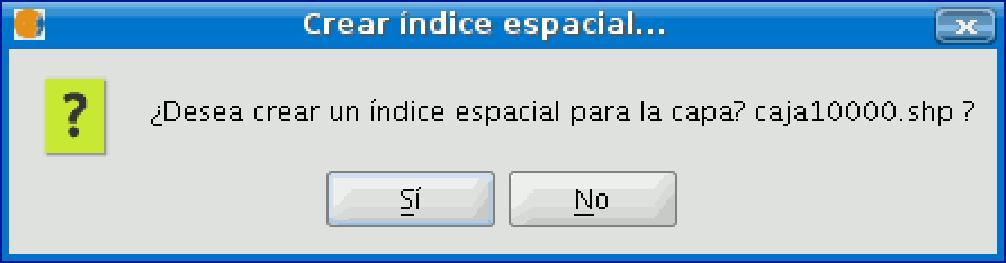 Crear índice espacial...
¿Desea crear un índice espacial para la capa? caja10000.shp ?
Sí
No